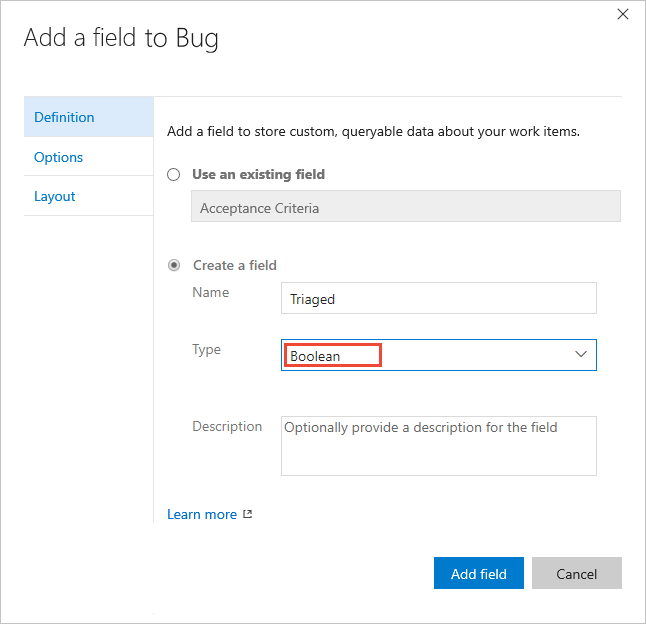 Add a field to Bug
Definition
Options
Layout
Add a field to store custom, queryable data about your work items.
Use an existing field
Acceptance Criteria
Create a field
Name
Triaged
Type
Boolean
Description
Optionally provide a description for the field
Learn more
Add field
Cancel